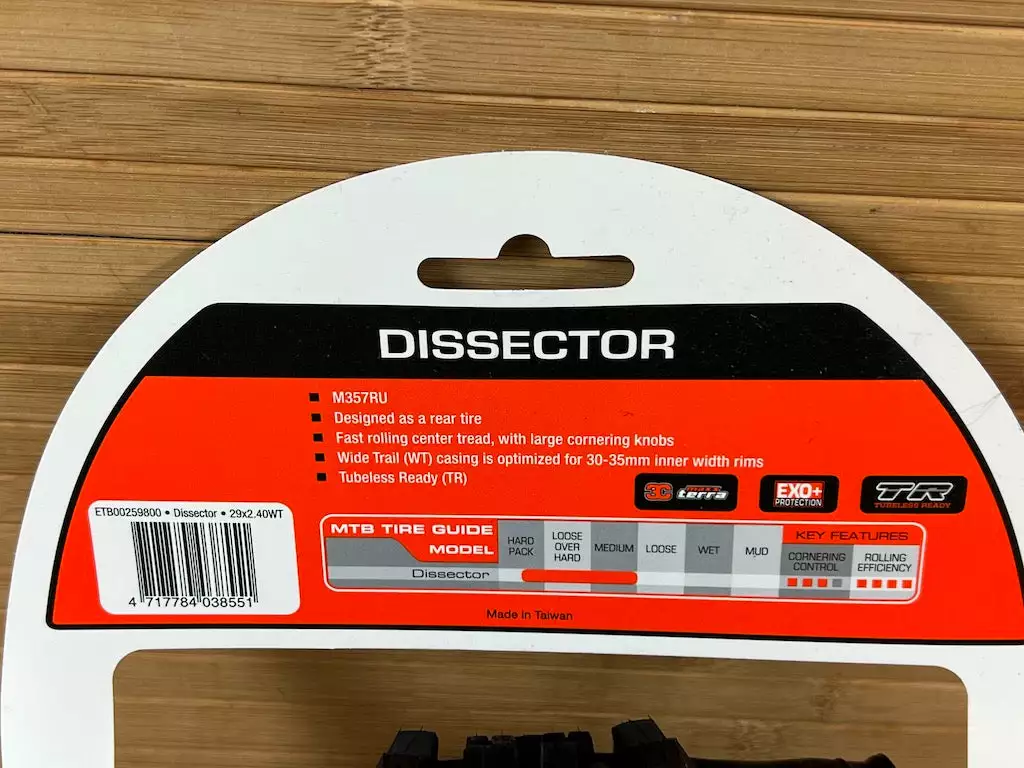 DISSECTOR
M357RU
Designed as a rear tire
Fast rolling center tread, with large cornering knobs
Wide Trail (WT) casing is optimized for 30-35mm inner width rims
Tubeless Ready (TR)
3C maxx terra
EXO+ PROTECTION
TR TUBELESS READY
ETB00259800 • Dissector • 29x2.40WT
4 717784 038551
MTB TIRE GUIDE
MODEL
HARD PACK
LOOSE OVER HARD
MEDIUM
LOOSE
WET
MUD
KEY FEATURES
CORNERING CONTROL
ROLLING EFFICIENCY
Dissector
Made in Taiwan